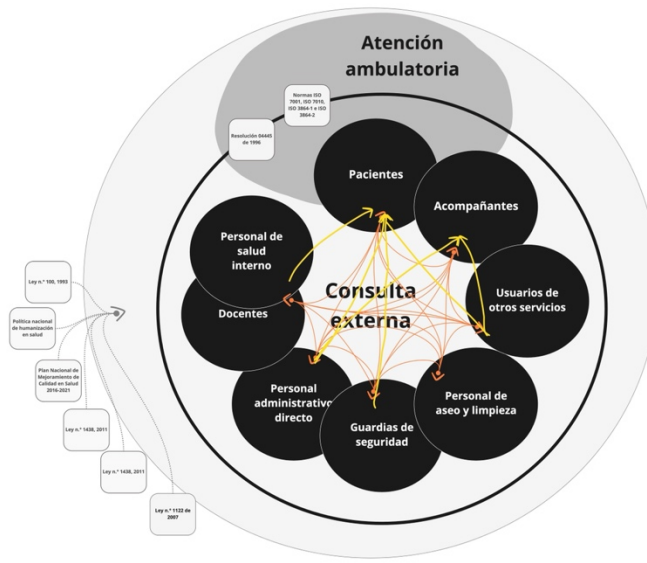 Atención
ambulatoria
Normas ISO
7001, ISO 7010,
ISO 3864-1 e ISO
3864-2
Resolución 04445
de 1996
Pacientes
Acompañantes
Personal de
salud
interno
Usuarios de
otros servicios
Docentes
Consulta
externa
Personal
administrativo
directo
Guardias de
seguridad
Personal de
aseo y limpieza
Ley n.º 100, 1993
Política
nacional de
humanización
en salud
Plan Nacional de
Mejoramiento de
Calidad en Salud
2016-2021
Ley n.º 1438, 2011
Ley n.º 1438, 2011
Ley n.º 1122 de
2007